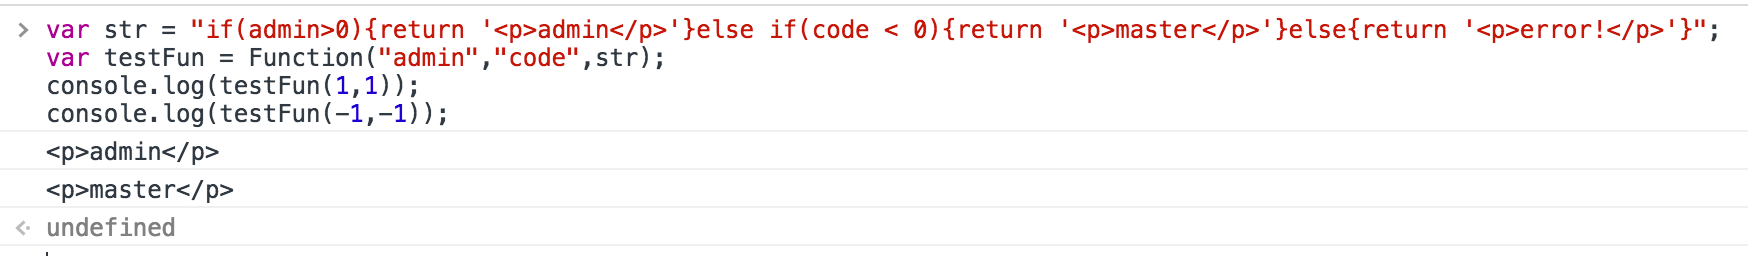 > var str = "if(admin>0){return '<p>admin</p>'}else if(code < 0){return '<p>master</p>'}else{return '<p>error!</p>'}";
var testFun = Function("admin","code",str);
console.log(testFun(1,1));
console.log(testFun(-1,-1));
<p>admin</p>
<p>master</p>
undefined